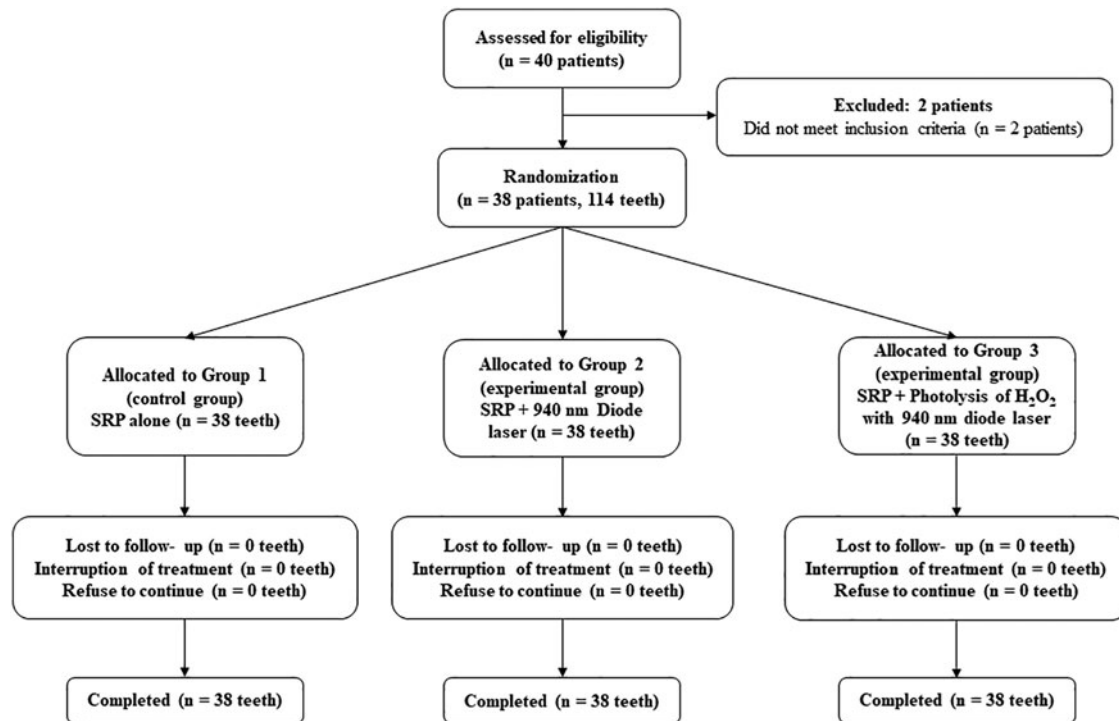 Assessed for eligibility
(n = 40 patients)
Excluded: 2 patients
Did not meet inclusion criteria (n = 2 patients)
Randomization
(n = 38 patients, 114 teeth)
Allocated to Group 1
(control group)
SRP alone (n = 38 teeth)
Allocated to Group 2
(experimental group)
SRP + 940 nm Diode
laser (n = 38 teeth)
Allocated to Group 3
(experimental group)
SRP + Photolysis of H₂O₂
with 940 nm diode laser
(n = 38 teeth)
Lost to follow- up (n = 0 teeth)
Interruption of treatment (n = 0 teeth)
Refuse to continue (n = 0 teeth)
Lost to follow- up (n = 0 teeth)
Interruption of treatment (n = 0 teeth)
Refuse to continue (n = 0 teeth)
Lost to follow- up (n = 0 teeth)
Interruption of treatment (n = 0 teeth)
Refuse to continue (n = 0 teeth)
Completed (n = 38 teeth)
Completed (n = 38 teeth)
Completed (n = 38 teeth)